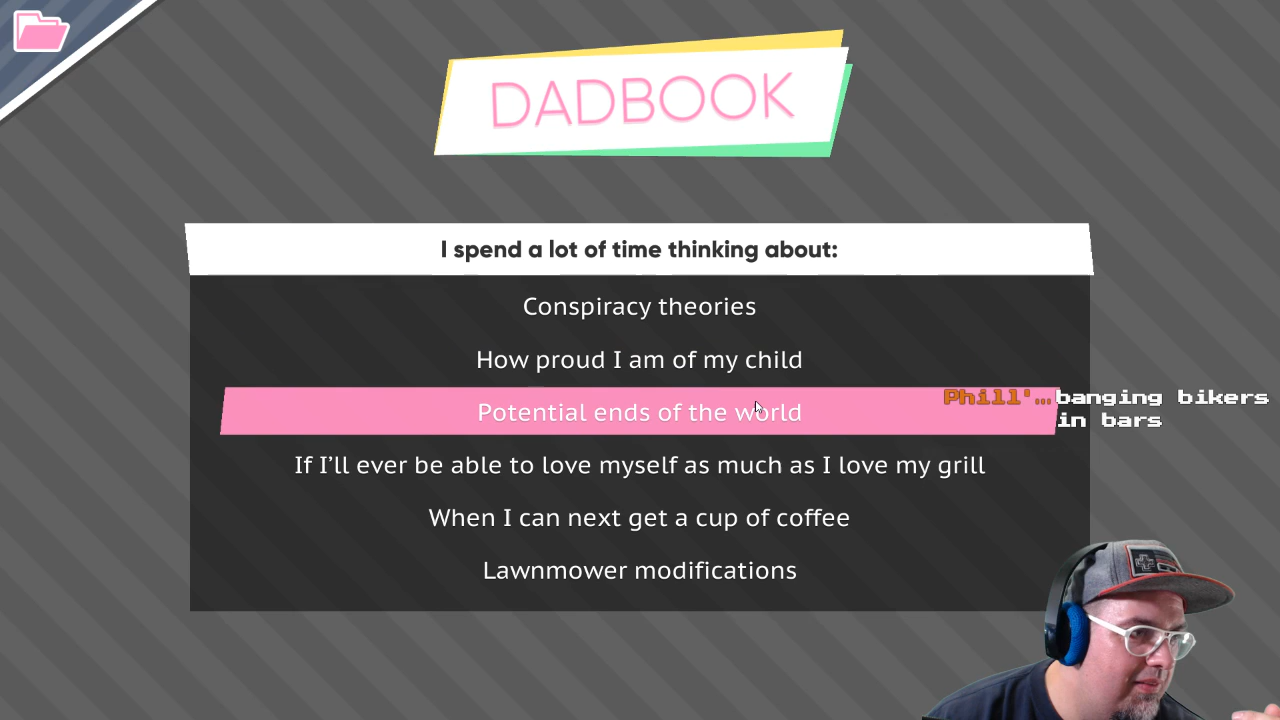 DADBOOK
I spend a lot of time thinking about:
Conspiracy theories
How proud I am of my child
Potential ends of the world
Phill'... banging bikers
in bars
If I'll ever be able to love myself as much as I love my grill
When I can next get a cup of coffee
Lawnmower modifications